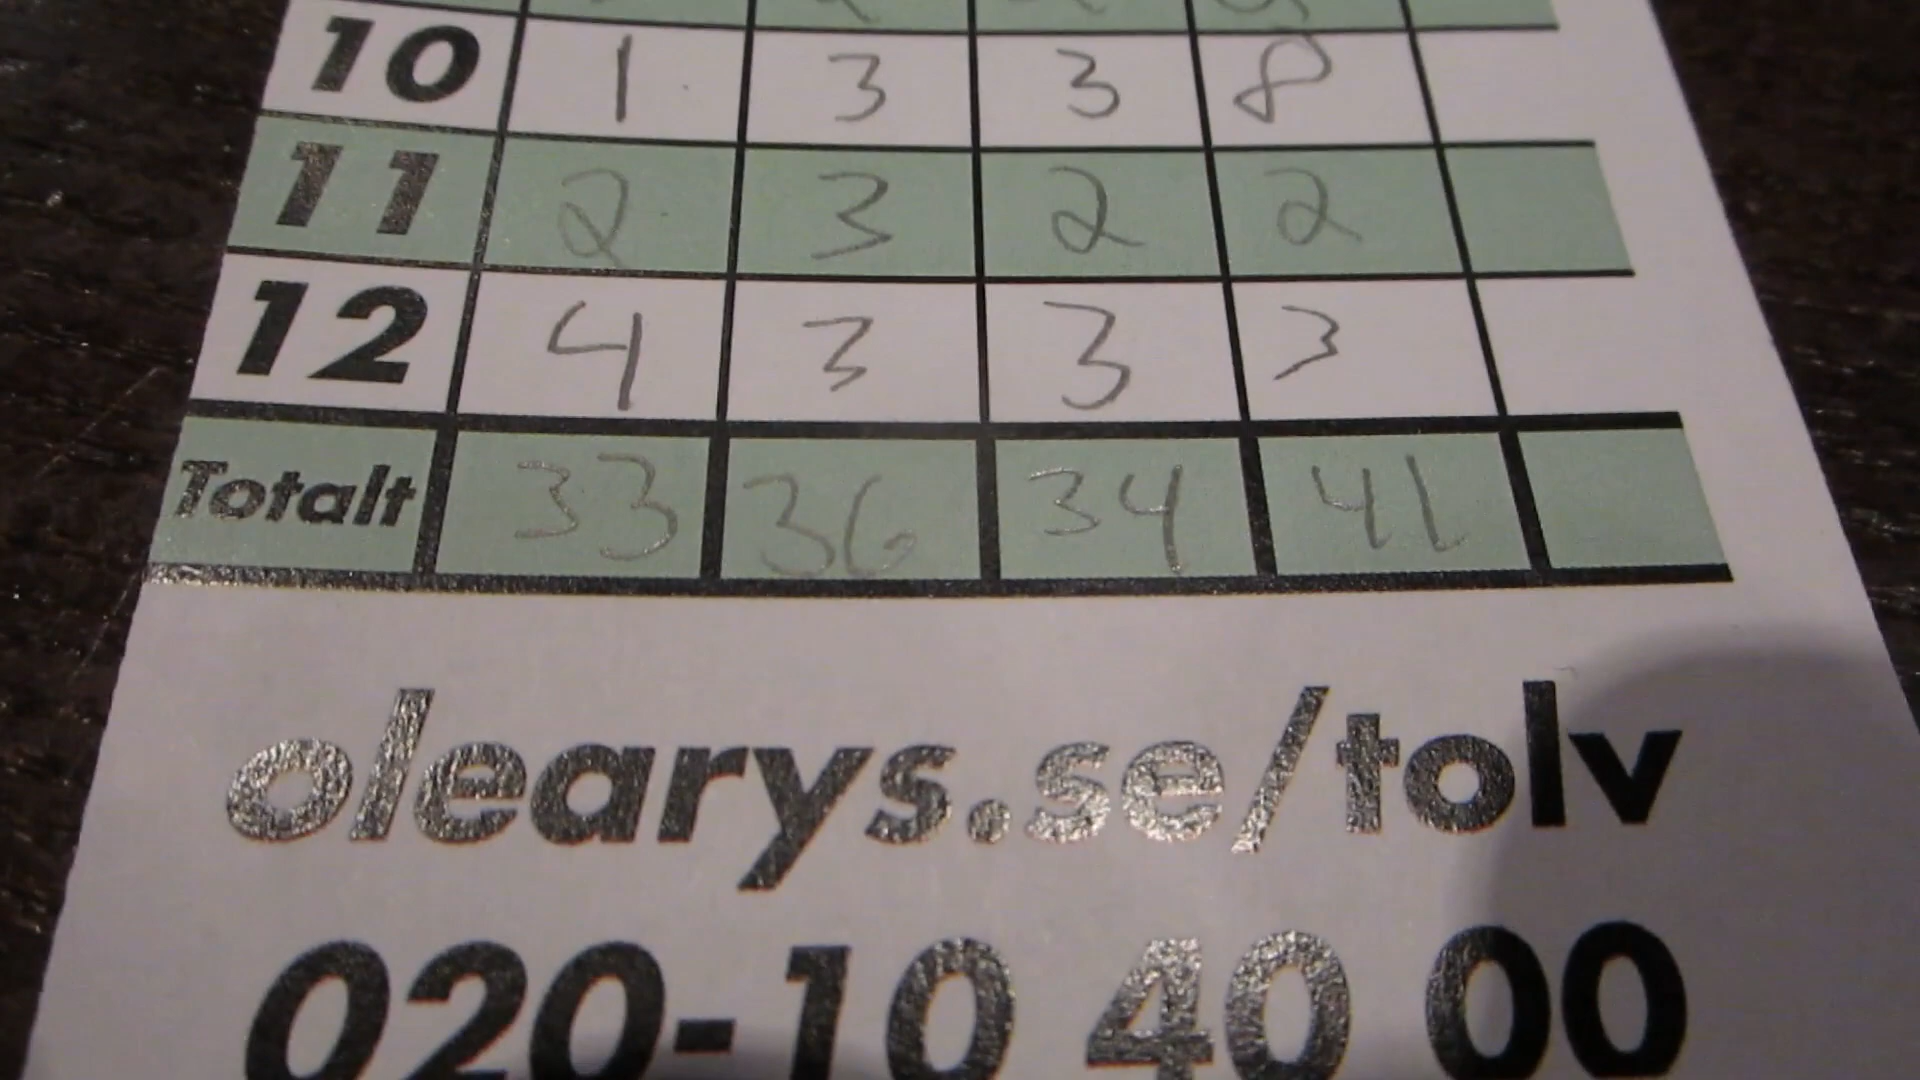 10 1 3 3 8
11 2 3 2 2
12 4 3 3 3
Totalt 33 36 34 41
olearys.se/tolv
020-10 40 00